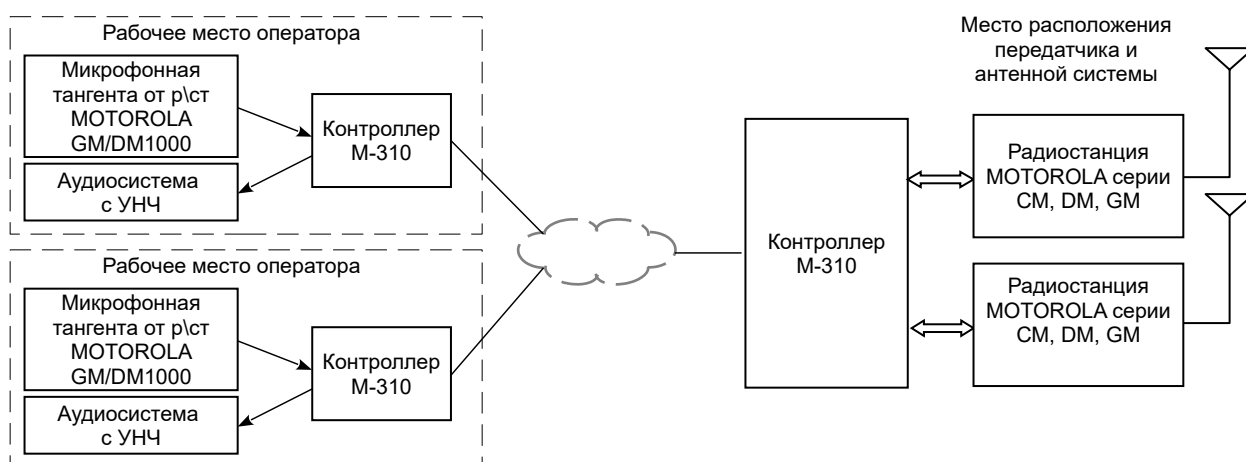 Рабочее место оператора
Микрофонная
тангента от р\ст
MOTOROLA
GM/DM1000
Аудиосистема
с УНЧ
Контроллер
М-310
Рабочее место оператора
Микрофонная
тангента от р\ст
MOTOROLA
GM/DM1000
Аудиосистема
с УНЧ
Контроллер
М-310
Контроллер
М-310
Место расположения
передатчика и
антенной системы
Радиостанция
MOTOROLA серии
CM, DM, GM
Радиостанция
MOTOROLA серии
CM, DM, GM